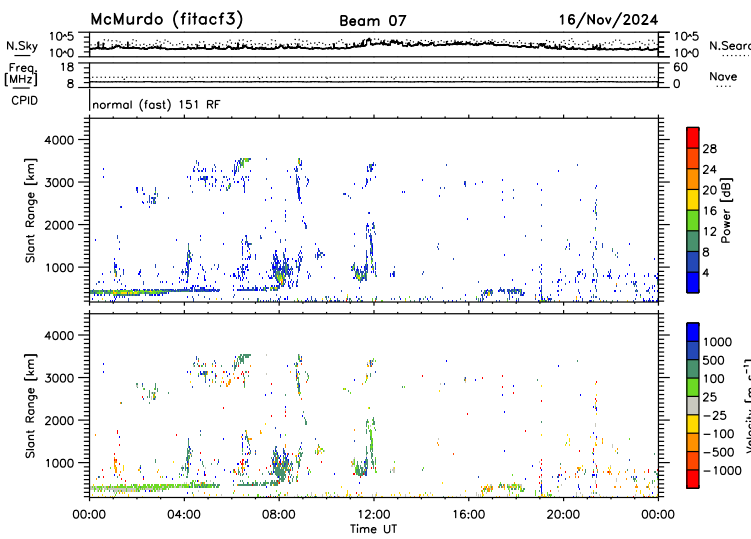 McMurdo (fitacf3) Beam 07 16/Nov/2024
N.Sky 10^5 10^0 10^5 10^0 N.Searc
Freq [MHz] 18 8 60 0 Nave
CPID normal (fast) 151 RF
Slant Range [km] 4000 3000 2000 1000
Power [dB] 28 24 20 16 12 8 4
Slant Range [km] 4000 3000 2000 1000
Velocity [m s^-1] 1000 500 100 25 -25 -100 -500 -1000
00:00 04:00 08:00 12:00 16:00 20:00 00:00
Time UT